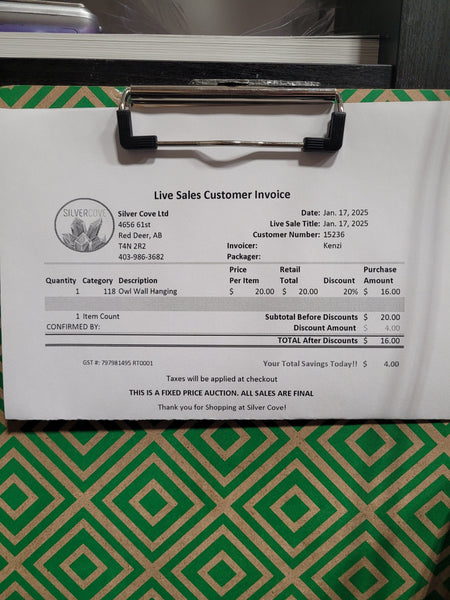 Live Sales Customer Invoice
SILVERCOVE
Silver Cove Ltd
4656 61st
Red Deer, AB
T4N 2R2
403-986-3682
Date: Jan. 17, 2025
Live Sale Title: Jan. 17, 2025
Customer Number: 15236
Invoicer: Kenzi
Packager:
Quantity Category Description Price Per Item Retail Total Discount Purchase Amount
1 118 Owl Wall Hanging $ 20.00 $ 20.00 20% $ 16.00
1 Item Count Subtotal Before Discounts $ 20.00
CONFIRMED BY: Discount Amount $ 4.00
TOTAL After Discounts $ 16.00
GST #: 797981495 RT0001 Your Total Savings Today!! $ 4.00
Taxes will be applied at checkout
THIS IS A FIXED PRICE AUCTION. ALL SALES ARE FINAL
Thank you for Shopping at Silver Cove!